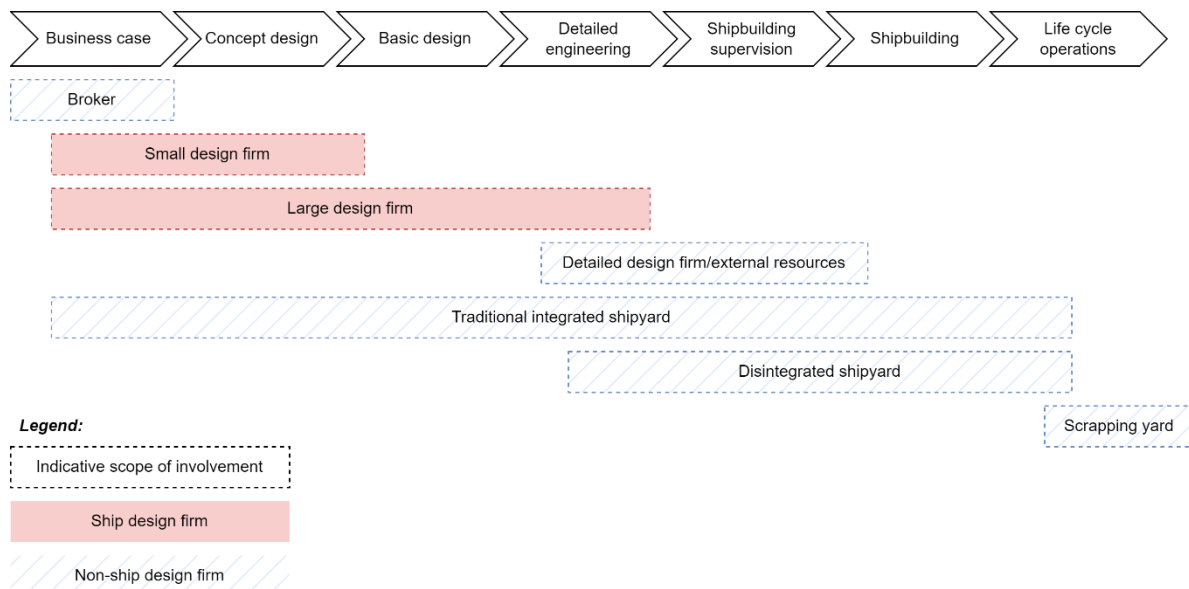 Business case
Concept design
Basic design
Detailed
engineering
Shipbuilding
supervision
Shipbuilding
Life cycle
operations
Broker
Small design firm
Large design firm
Detailed design firm/external resources
Traditional integrated shipyard
Disintegrated shipyard
Scrapping yard
Legend:
Indicative scope of involvement
Ship design firm
Non-ship design firm